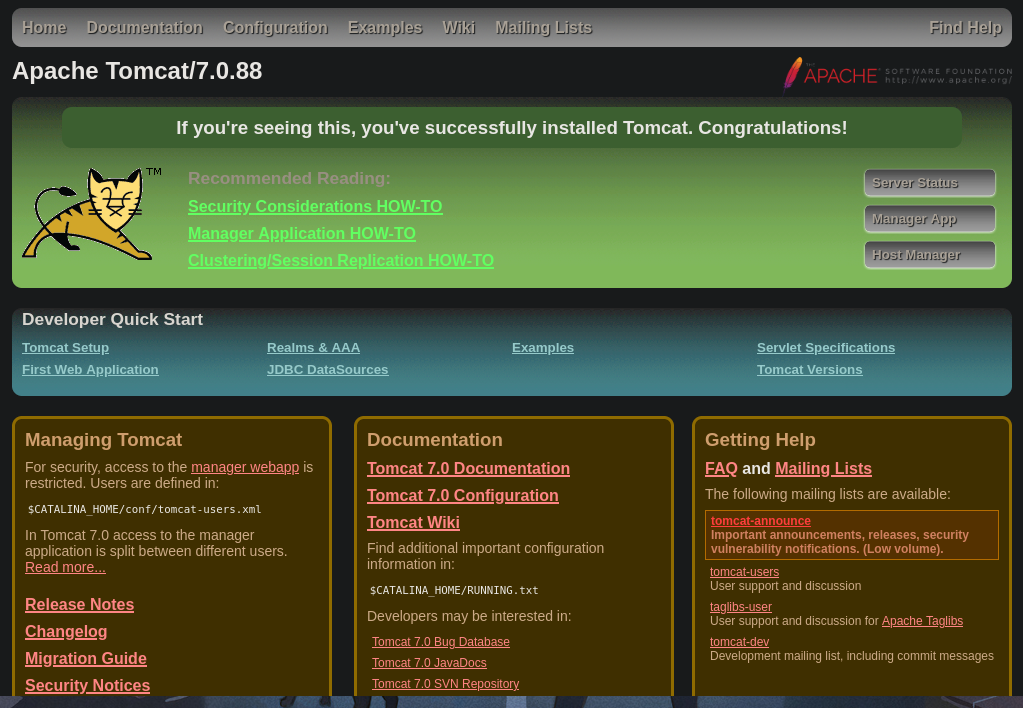 Home Documentation Configuration Examples Wiki Mailing Lists Find Help
Apache Tomcat/7.0.88
APACHE SOFTWARE FOUNDATION
http://www.apache.org/
If you're seeing this, you've successfully installed Tomcat. Congratulations!
TM
Recommended Reading:
Security Considerations HOW-TO
Manager Application HOW-TO
Clustering/Session Replication HOW-TO
Server Status
Manager App
Host Manager
Developer Quick Start
Tomcat Setup
First Web Application
Realms & AAA
JDBC DataSources
Examples
Servlet Specifications
Tomcat Versions
Managing Tomcat
For security, access to the manager webapp is
restricted. Users are defined in:
$CATALINA_HOME/conf/tomcat-users.xml
In Tomcat 7.0 access to the manager
application is split between different users.
Read more...
Release Notes
Changelog
Migration Guide
Security Notices
Documentation
Tomcat 7.0 Documentation
Tomcat 7.0 Configuration
Tomcat Wiki
Find additional important configuration
information in:
$CATALINA_HOME/RUNNING.txt
Developers may be interested in:
Tomcat 7.0 Bug Database
Tomcat 7.0 JavaDocs
Tomcat 7.0 SVN Repository
Getting Help
FAQ and Mailing Lists
The following mailing lists are available:
tomcat-announce
Important announcements, releases, security
vulnerability notifications. (Low volume).
tomcat-users
User support and discussion
taglibs-user
User support and discussion for Apache Taglibs
tomcat-dev
Development mailing list, including commit messages